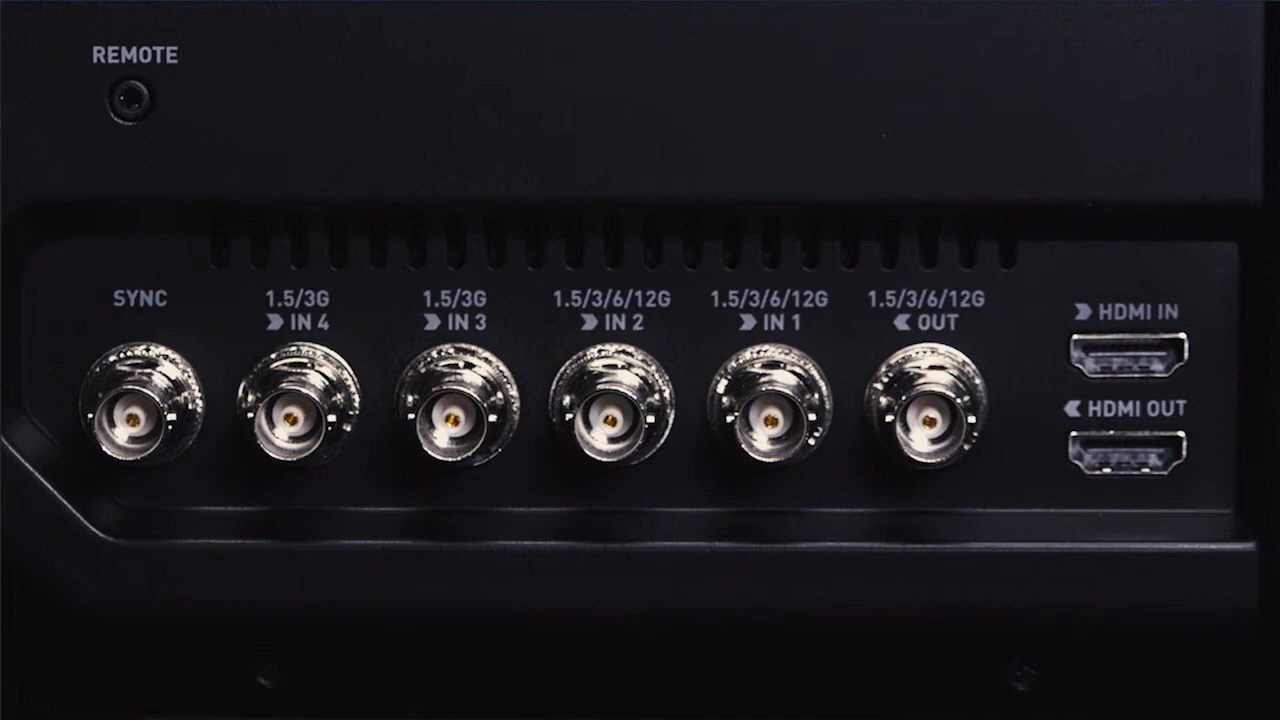 REMOTE
SYNC
1.5/3G
IN 4
1.5/3G
IN 3
1.5/3/6/12G
IN 2
1.5/3/6/12G
IN 1
1.5/3/6/12G
OUT
HDMI IN
HDMI OUT